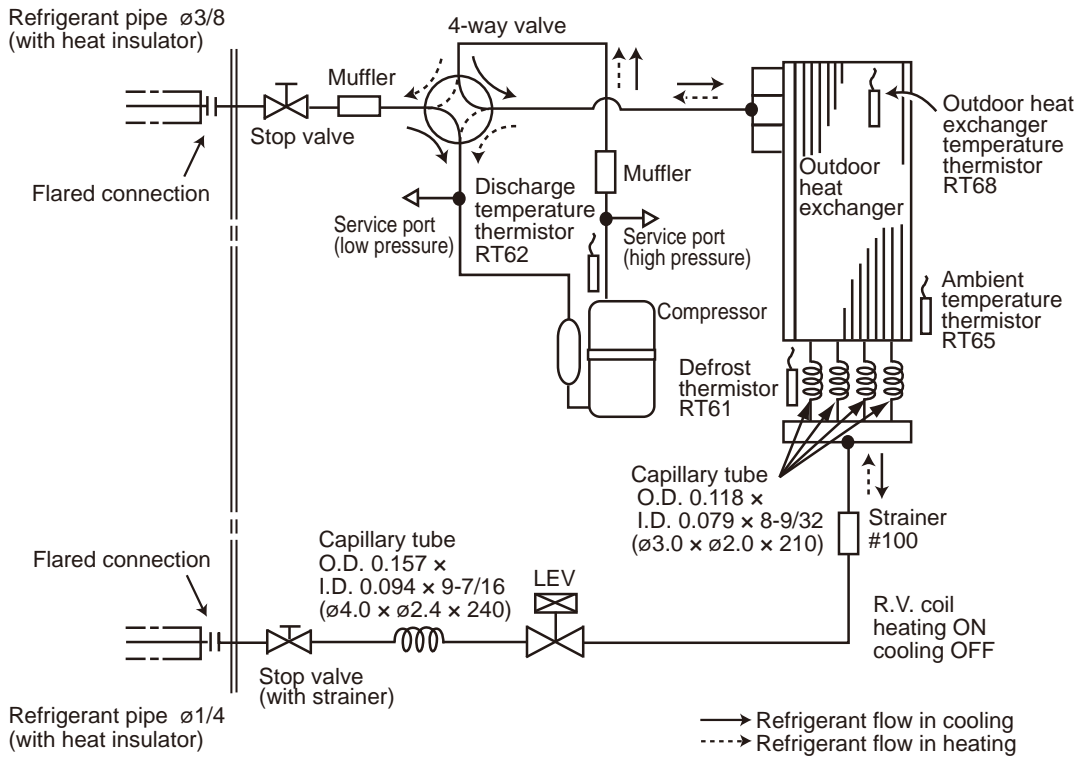 Refrigerant pipe ø3/8
(with heat insulator)
4-way valve
Muffler
Stop valve
Flared connection
Outdoor heat
exchanger
temperature
thermistor
RT68
Outdoor
heat
exchanger
Muffler
Discharge
temperature
thermistor
RT62
Service port
(low pressure)
Service port
(high pressure)
Compressor
Ambient
temperature
thermistor
RT65
Defrost
thermistor
RT61
Capillary tube
O.D. 0.118 ×
I.D. 0.079 × 8-9/32
(ø3.0 × ø2.0 × 210)
Strainer
#100
Flared connection
Capillary tube
O.D. 0.157 ×
I.D. 0.094 × 9-7/16
(ø4.0 × ø2.4 × 240)
LEV
R.V. coil
heating ON
cooling OFF
Stop valve
(with strainer)
Refrigerant pipe ø1/4
(with heat insulator)
Refrigerant flow in cooling
Refrigerant flow in heating